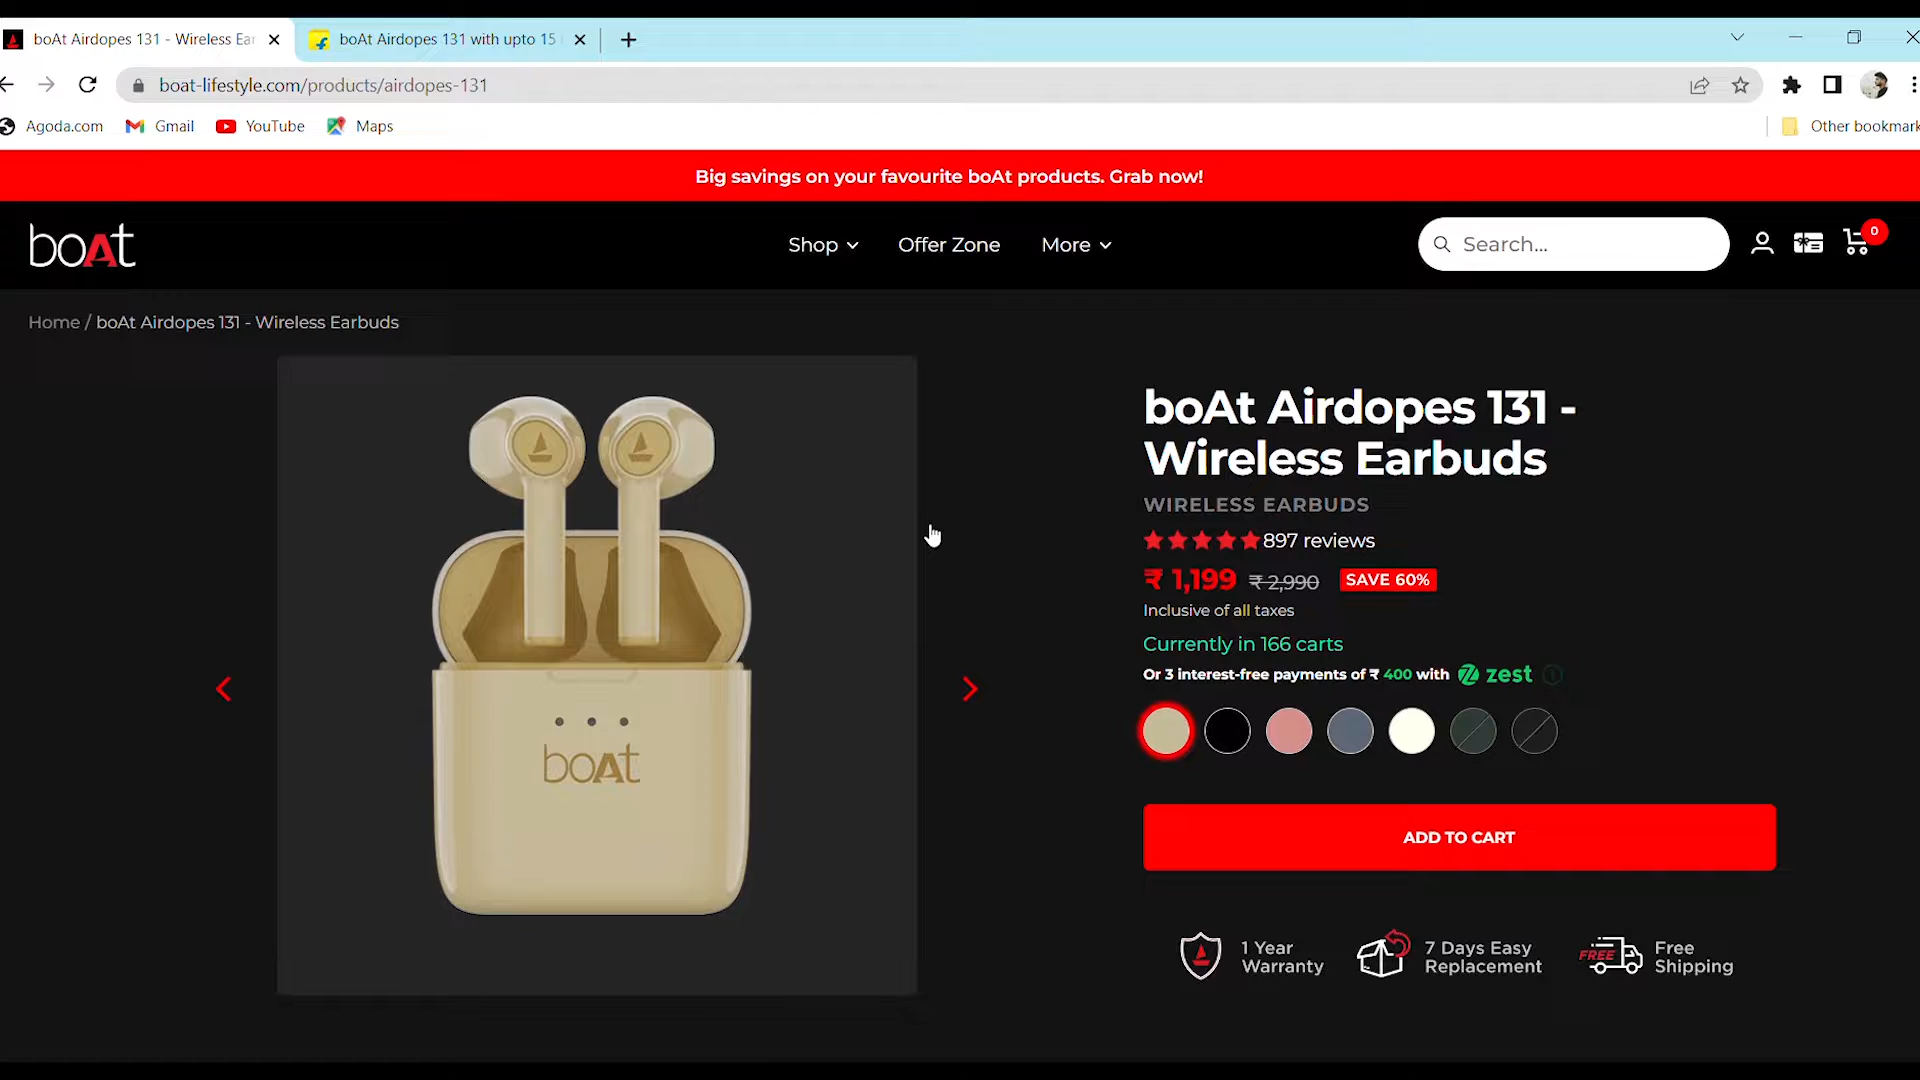 boAt Airdopes 131 - Wireless Ear
boAt Airdopes 131 with upto 15
boat-lifestyle.com/products/airdopes-131
Agoda.com
Gmail
YouTube
Maps
Other bookmark
Big savings on your favourite boAt products. Grab now!
boAt
Shop
Offer Zone
More
Search...
0
Home / boAt Airdopes 131 - Wireless Earbuds
boAt
boAt Airdopes 131 -
Wireless Earbuds
WIRELESS EARBUDS
897 reviews
₹ 1,199 ₹ 2,990 SAVE 60%
Inclusive of all taxes
Currently in 166 carts
Or 3 interest-free payments of ₹ 400 with zest
ADD TO CART
1 Year
Warranty
7 Days Easy
Replacement
FREE
Free
Shipping